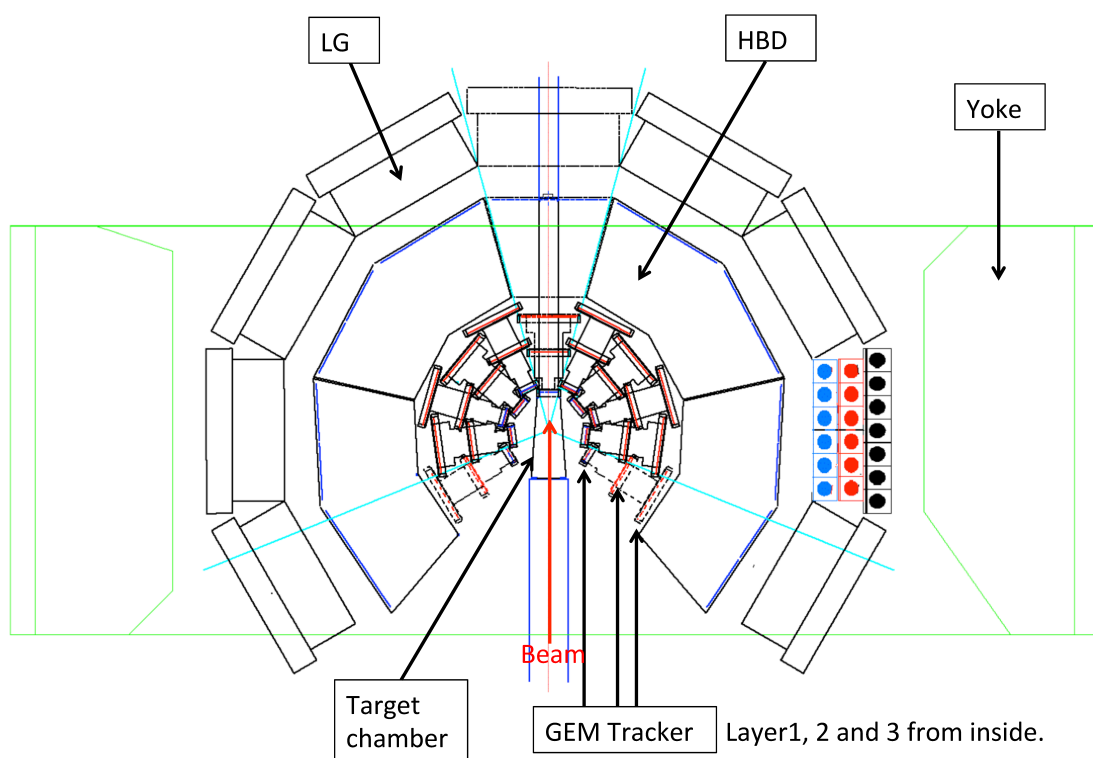 LG
HBD
Yoke
Beam
Target
chamber
GEM Tracker
Layer1, 2 and 3 from inside.